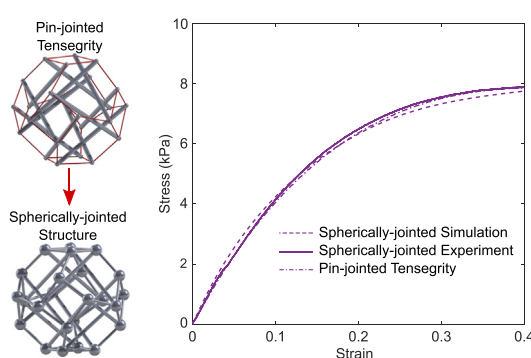 Pin-jointed
Tensegrity
Spherically-jointed
Structure
10
8
6
4
2
0
Stress (kPa)
Spherically-jointed Simulation
Spherically-jointed Experiment
Pin-jointed Tensegrity
0 0.1 0.2 0.3 0.4
Strain